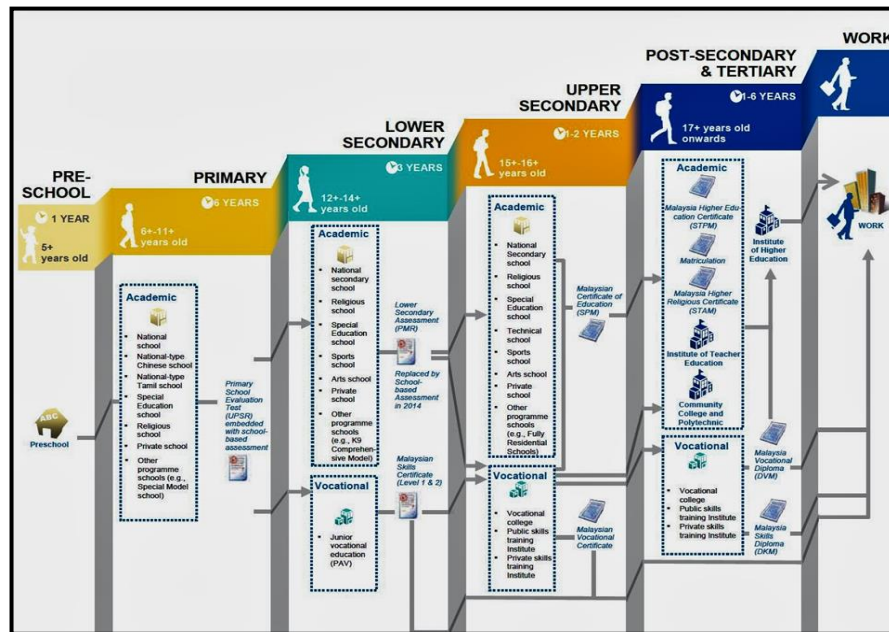 PRE-
SCHOOL
1 YEAR
5+
years old
ABC
Preschool
PRIMARY
6 YEARS
6+-11+
years old
Academic
• National
school
• National-type
Chinese school
• National-type
Tamil school
• Special
Education
school
• Religious
school
• Private school
• Other
programme
schools (e.g.,
Special Model
school)
Primary
School
Evaluation
Test
(UPSR)
embedded
with school-
based
assessment
LOWER
SECONDARY
3 YEARS
12+-14+
years old
Academic
• National
secondary
school
• Religious
school
• Special
Education
school
• Sports
school
• Arts school
• Private
school
• Other
programme
schools
(e.g., K9
Comprehen-
sive Model)
Vocational
• Junior
vocational
education
(PAV)
Lower
Secondary
Assessment
(PMR)
Replaced by
School-
based
Assessment
in 2014
Malaysian
Skills
Certificate
(Level 1 & 2)
UPPER
SECONDARY
1-2 YEARS
15+-16+
years old
Academic
• National
Secondary
school
• Religious
school
• Special
Education
school
• Technical
school
• Sports
school
• Arts school
• Private
school
• Other
programme
schools
(e.g., Fully
Residential
Schools)
Vocational
• Vocational
college
• Public skills
training
Institute
• Private skills
training
Institute
Malaysian
Certificate of
Education
(SPM)
Malaysian
Vocational
Certificate
POST-SECONDARY
& TERTIARY
1-6 YEARS
17+ years old
onwards
Academic
Malaysia Higher Edu-
cation Certificate
(STPM)
Matriculation
Malaysia Higher
Religious Certificate
(STAM)
Institute of Teacher
Education
Community
College and
Polytechnic
Vocational
• Vocational
college
• Public skills
training Institute
• Private skills
training Institute
Institute
of Higher
Education
Malaysia
Vocational
Diploma
(DVM)
Malaysia
Skills
Diploma
(DKM)
WORK
WORK